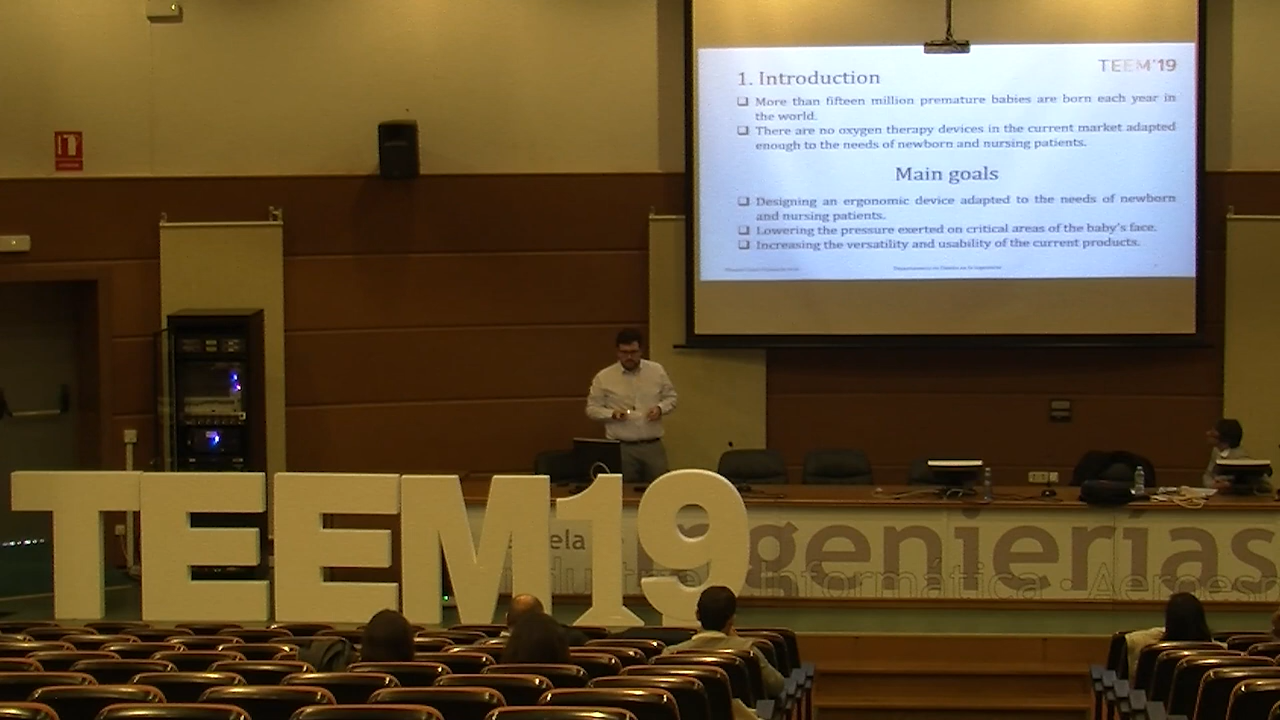 TEEM'19
1. Introduction
❑ More than fifteen million premature babies are born each year in
the world.
❑ There are no oxygen therapy devices in the current market adapted
enough to the needs of newborn and nursing patients.
Main goals
❑ Designing an ergonomic device adapted to the needs of newborn
and nursing patients.
❑ Lowering the pressure exerted on critical areas of the baby's face.
❑ Increasing the versatility and usability of the current products.
TEEM19
genierías
Informática